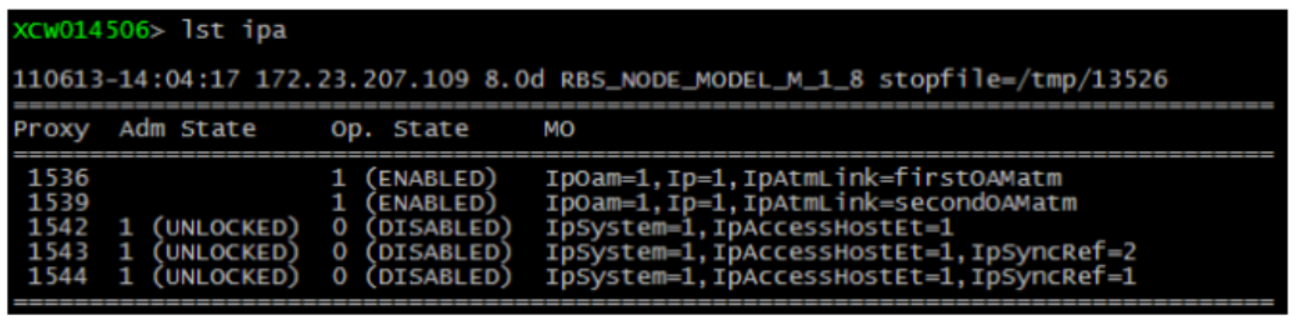 XCW014506> lst ipa
110613-14:04:17 172.23.207.109 8.0d RBS_NODE_MODEL_M_1_8 stopfile=/tmp/13526
=================================================================================
Proxy  Adm State     Op. State     MO
=================================================================================
1536                 1 (ENABLED)   IpOam=1,Ip=1,IpAtmLink=firstOAMatm
1539                 1 (ENABLED)   IpOam=1,Ip=1,IpAtmLink=secondOAMatm
1542  1 (UNLOCKED)  0 (DISABLED)  IpSystem=1,IpAccessHostEt=1
1543  1 (UNLOCKED)  0 (DISABLED)  IpSystem=1,IpAccessHostEt=1,IpSyncRef=2
1544  1 (UNLOCKED)  0 (DISABLED)  IpSystem=1,IpAccessHostEt=1,IpSyncRef=1
=================================================================================